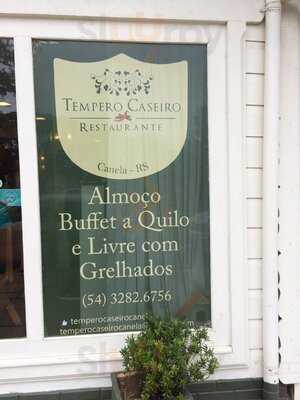 TEMPERO CASEIRO
RESTAURANTE
Canela - RS
Almoço
Buffet a Quilo
e Livre com
Grelhados
(54) 3282.6756